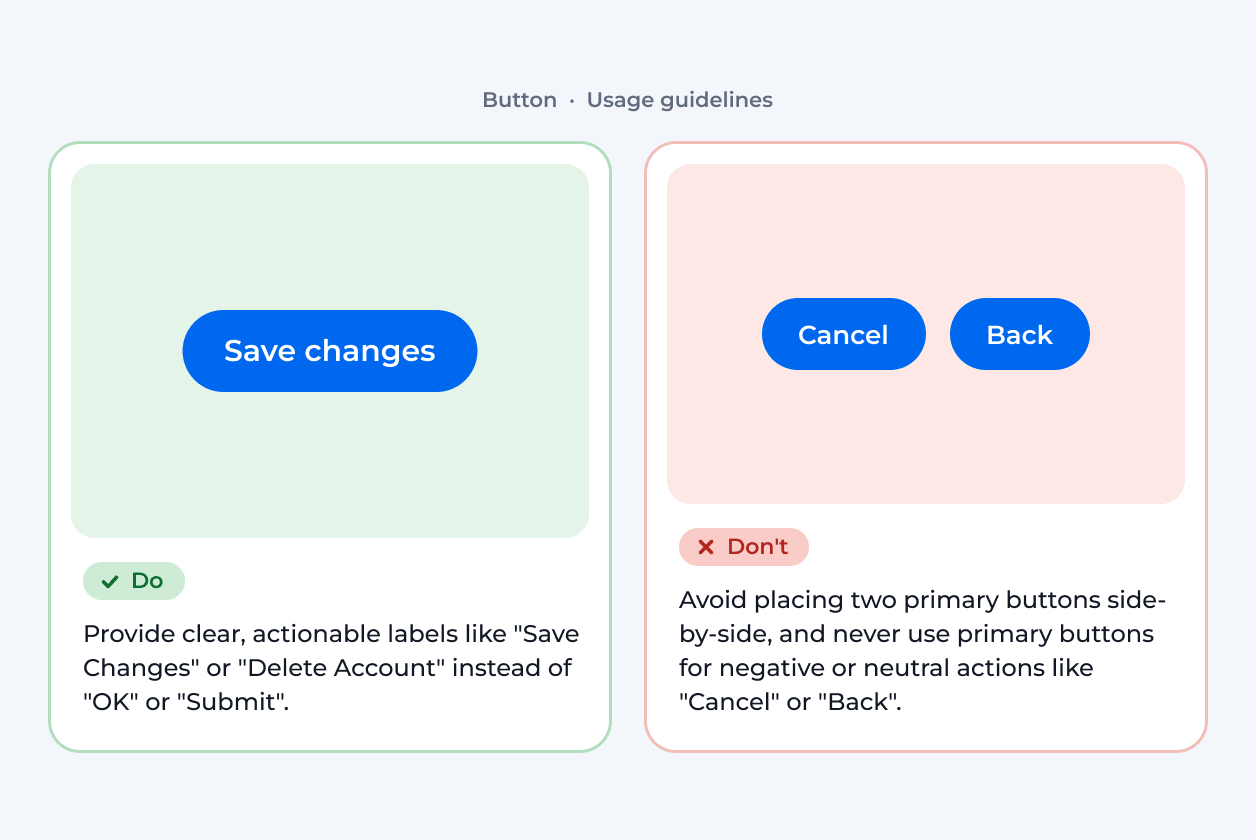 Button · Usage guidelines
Save changes
Do
Provide clear, actionable labels like "Save
Changes" or "Delete Account" instead of
"OK" or "Submit".
Cancel
Back
Don't
Avoid placing two primary buttons side-
by-side, and never use primary buttons
for negative or neutral actions like
"Cancel" or "Back".